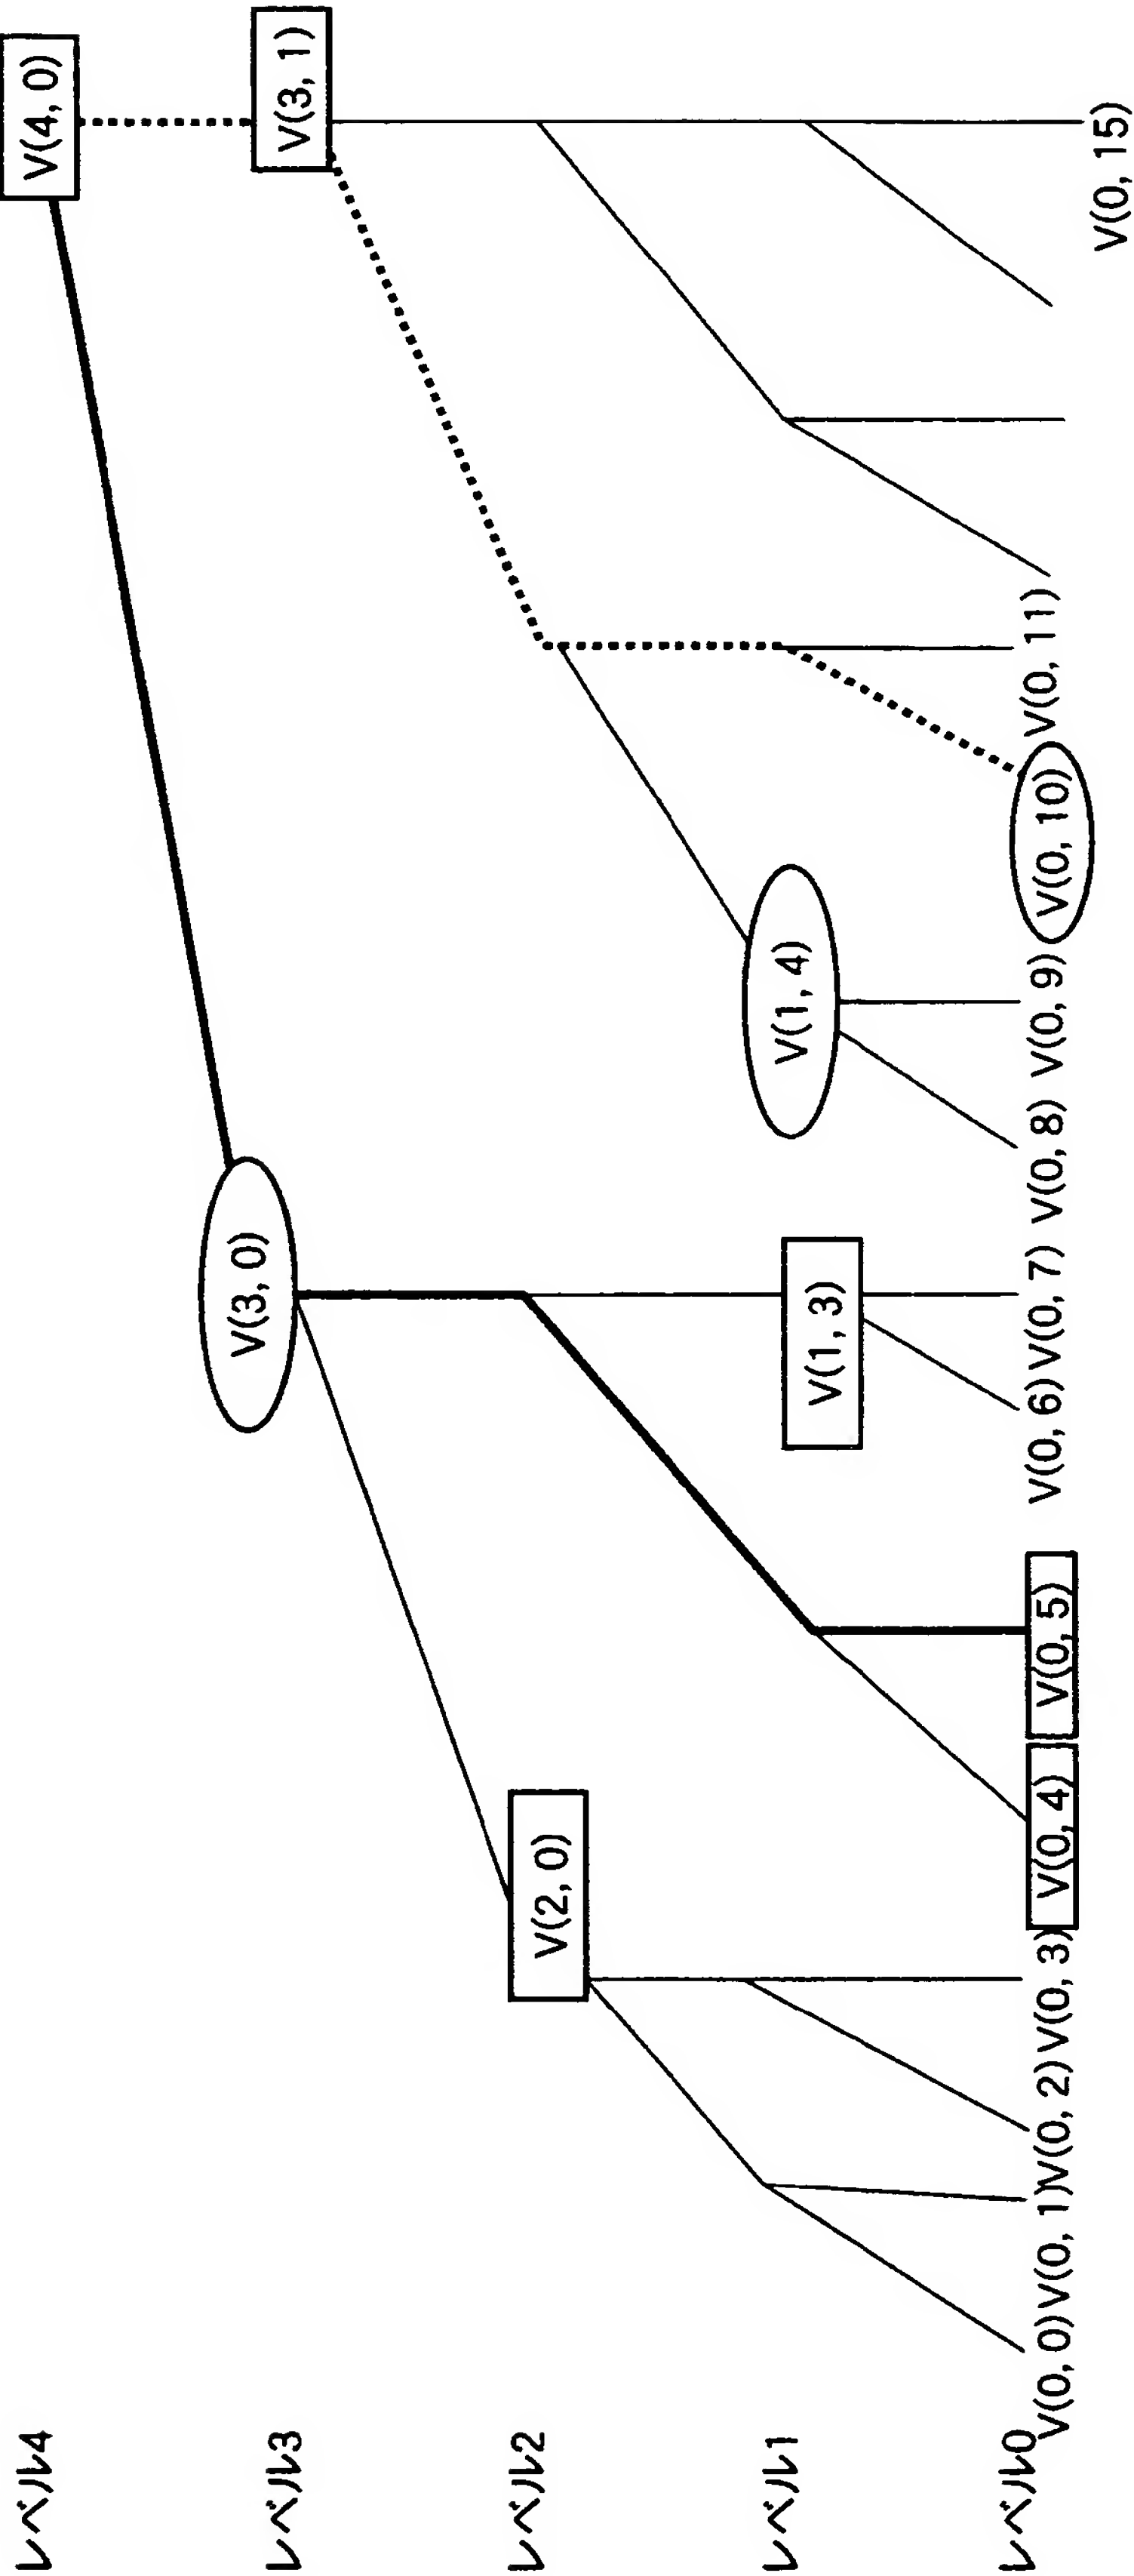 レベル4
V(4, 0)
レベル3
V(3, 0)
V(3, 1)
レベル2
V(2, 0)
レベル1
V(1, 3)
V(1, 4)
レベル0
V(0, 0)
V(0, 1)
V(0, 2)
V(0, 3)
V(0, 4)
V(0, 5)
V(0, 6)
V(0, 7)
V(0, 8)
V(0, 9)
V(0, 10)
V(0, 11)
V(0, 15)